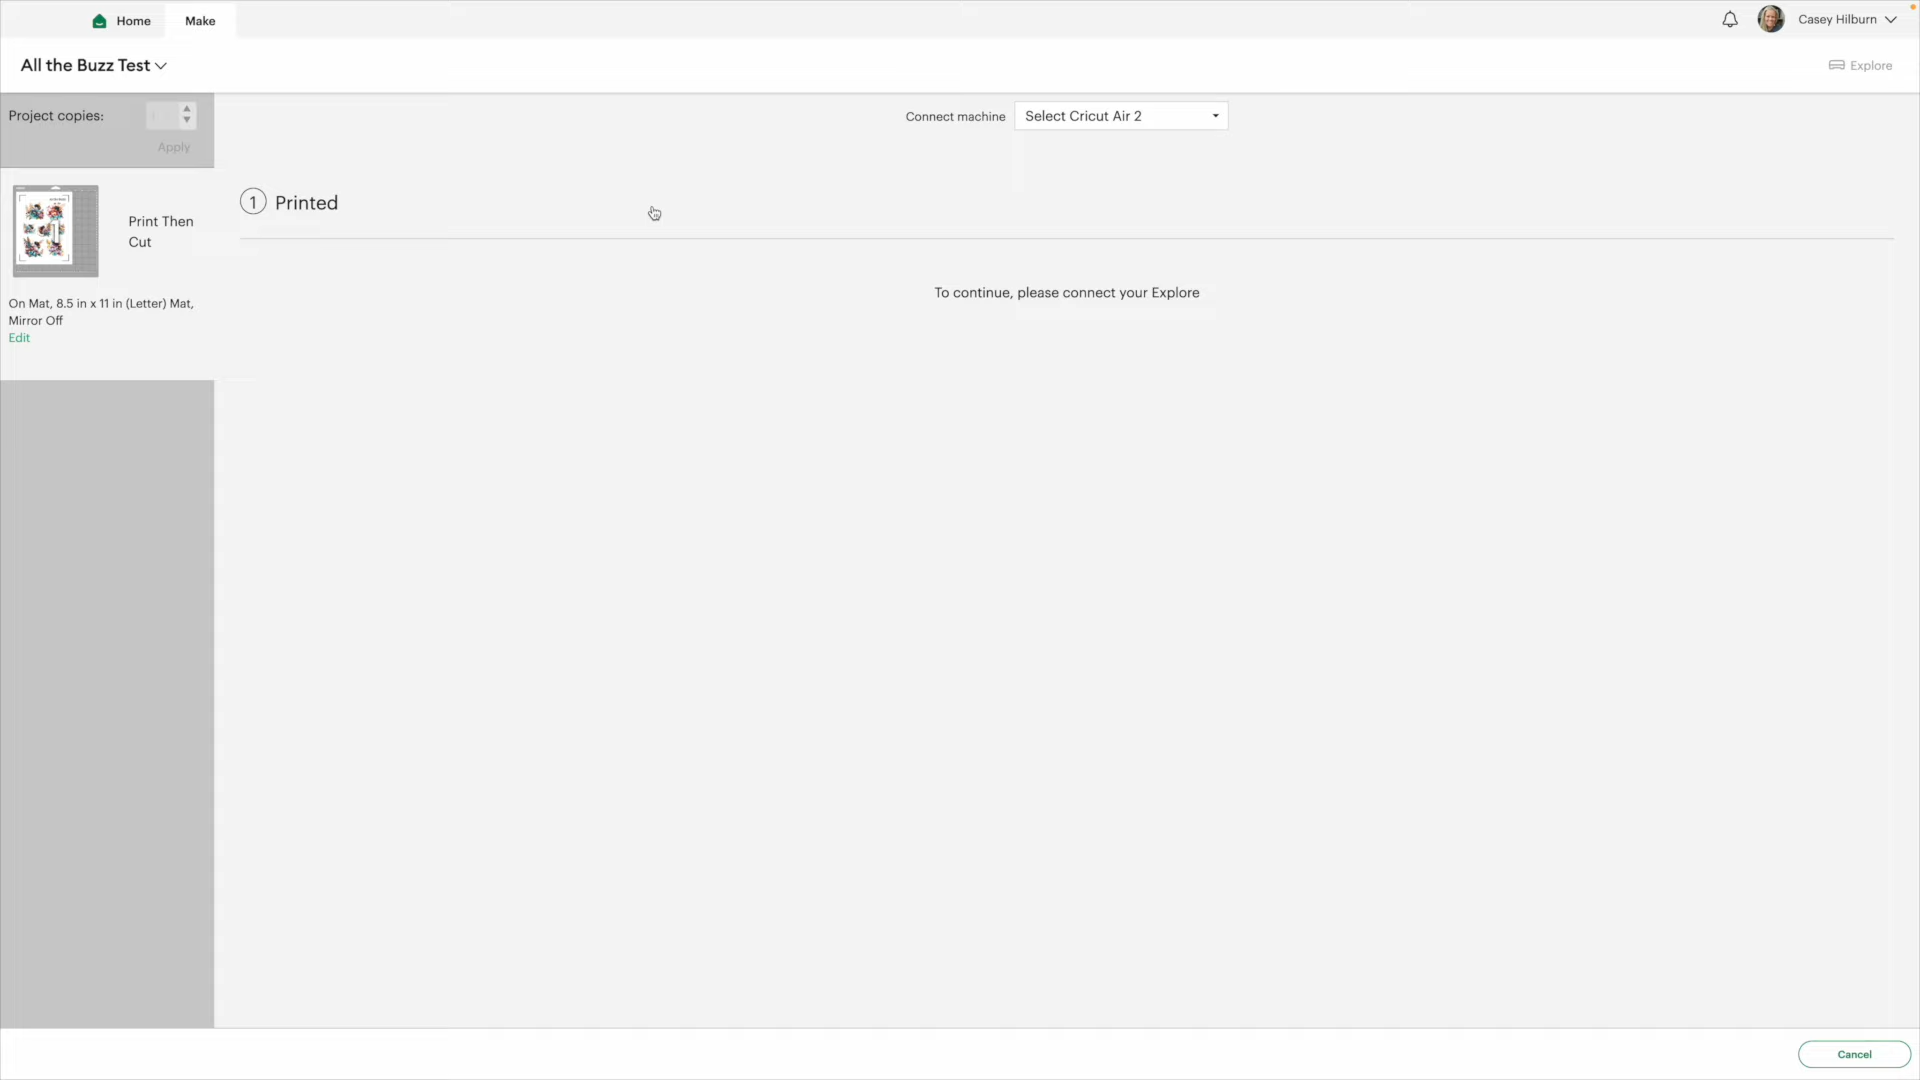 Home
Make
Casey Hilburn
All the Buzz Test
Explore
Project copies:
Apply
Connect machine
Select Cricut Air 2
1 Printed
Print Then
Cut
To continue, please connect your Explore
On Mat, 8.5 in x 11 in (Letter) Mat,
Mirror Off
Edit
Cancel